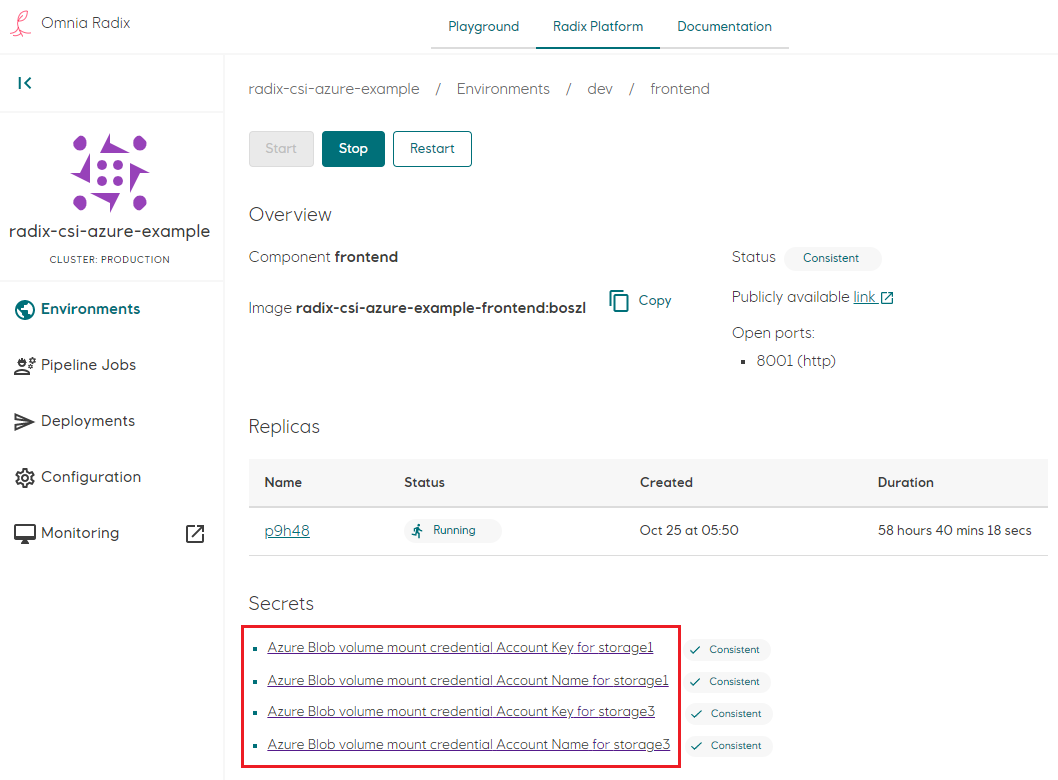 Omnia Radix
Playground
Radix Platform
Documentation
radix-csi-azure-example / Environments / dev / frontend
radix-csi-azure-example
CLUSTER: PRODUCTION
Environments
Pipeline Jobs
Deployments
Configuration
Monitoring
Start
Stop
Restart
Overview
Component frontend
Image radix-csi-azure-example-frontend:boszl
Copy
Status Consistent
Publicly available link
Open ports:
8001 (http)
Replicas
Name Status Created Duration
p9h48 Running Oct 25 at 05:50 58 hours 40 mins 18 secs
Secrets
Azure Blob volume mount credential Account Key for storage1 Consistent
Azure Blob volume mount credential Account Name for storage1 Consistent
Azure Blob volume mount credential Account Key for storage3 Consistent
Azure Blob volume mount credential Account Name for storage3 Consistent